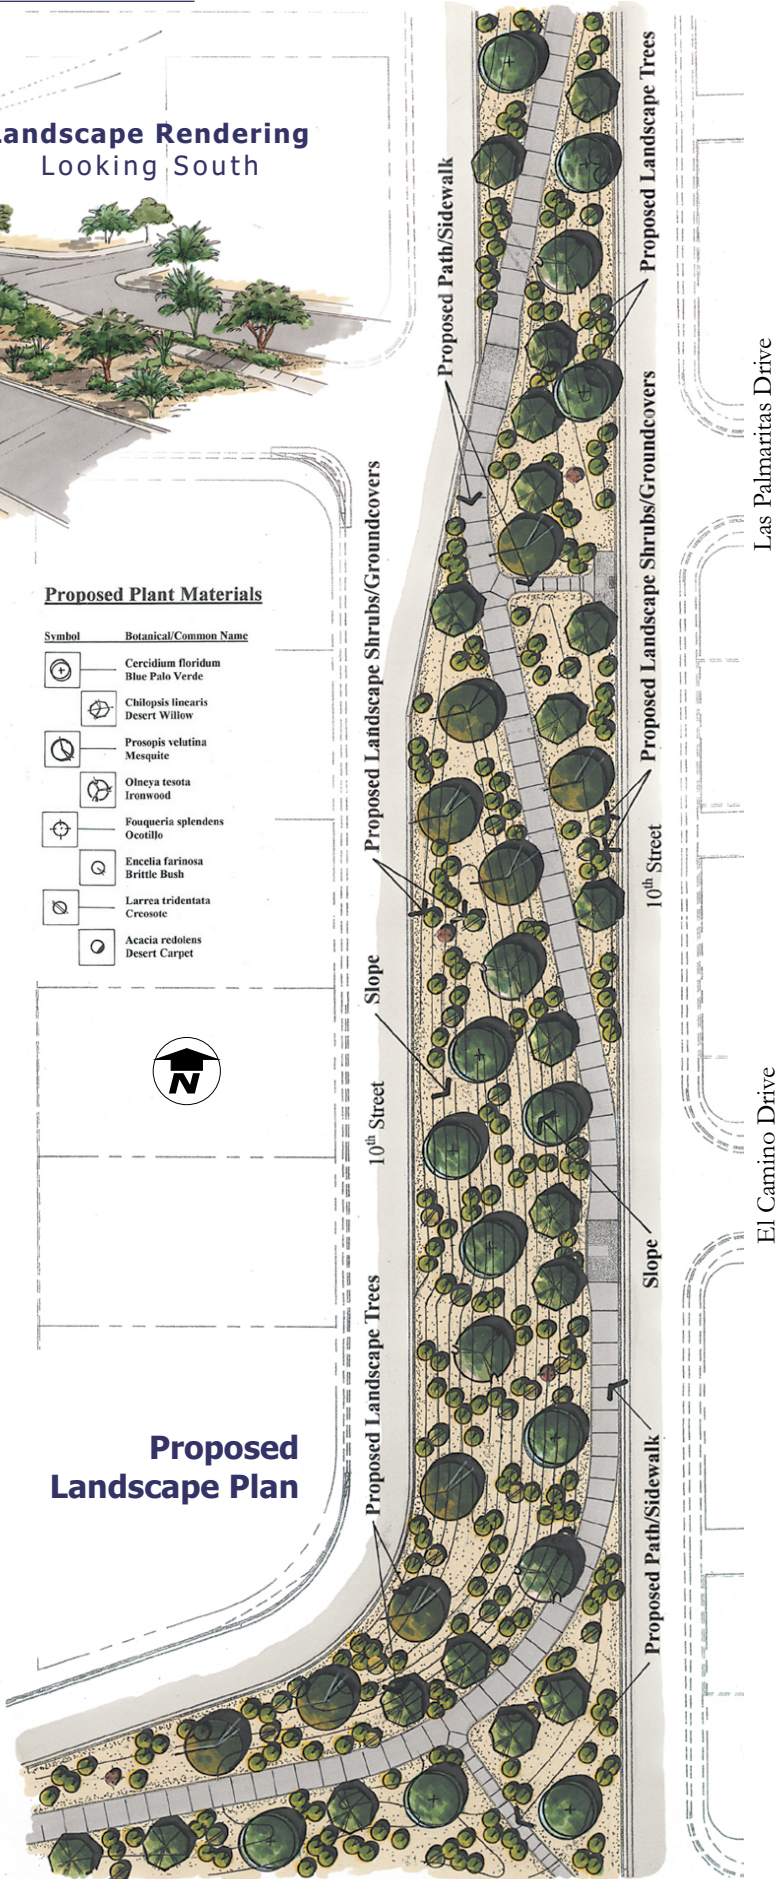 Landscape Rendering
Looking South
Proposed Landscape Trees
Proposed Path/Sidewalk
Las Palmaritas Drive
Proposed Landscape Shrubs/Groundcovers
Proposed Landscape Shrubs/Groundcovers
Proposed Plant Materials
Symbol Botanical/Common Name
Cercidium floridum
Blue Palo Verde
Chilopsis linearis
Desert Willow
Prosopis velutina
Mesquite
Olneya tesota
Ironwood
Fouqueria splendens
Ocotillo
Encelia farinosa
Brittle Bush
Larrea tridentata
Creosote
Acacia redolens
Desert Carpet
10th Street
Slope
N
10th Street
El Camino Drive
Slope
Proposed Landscape Trees
Proposed
Landscape Plan
Proposed Path/Sidewalk